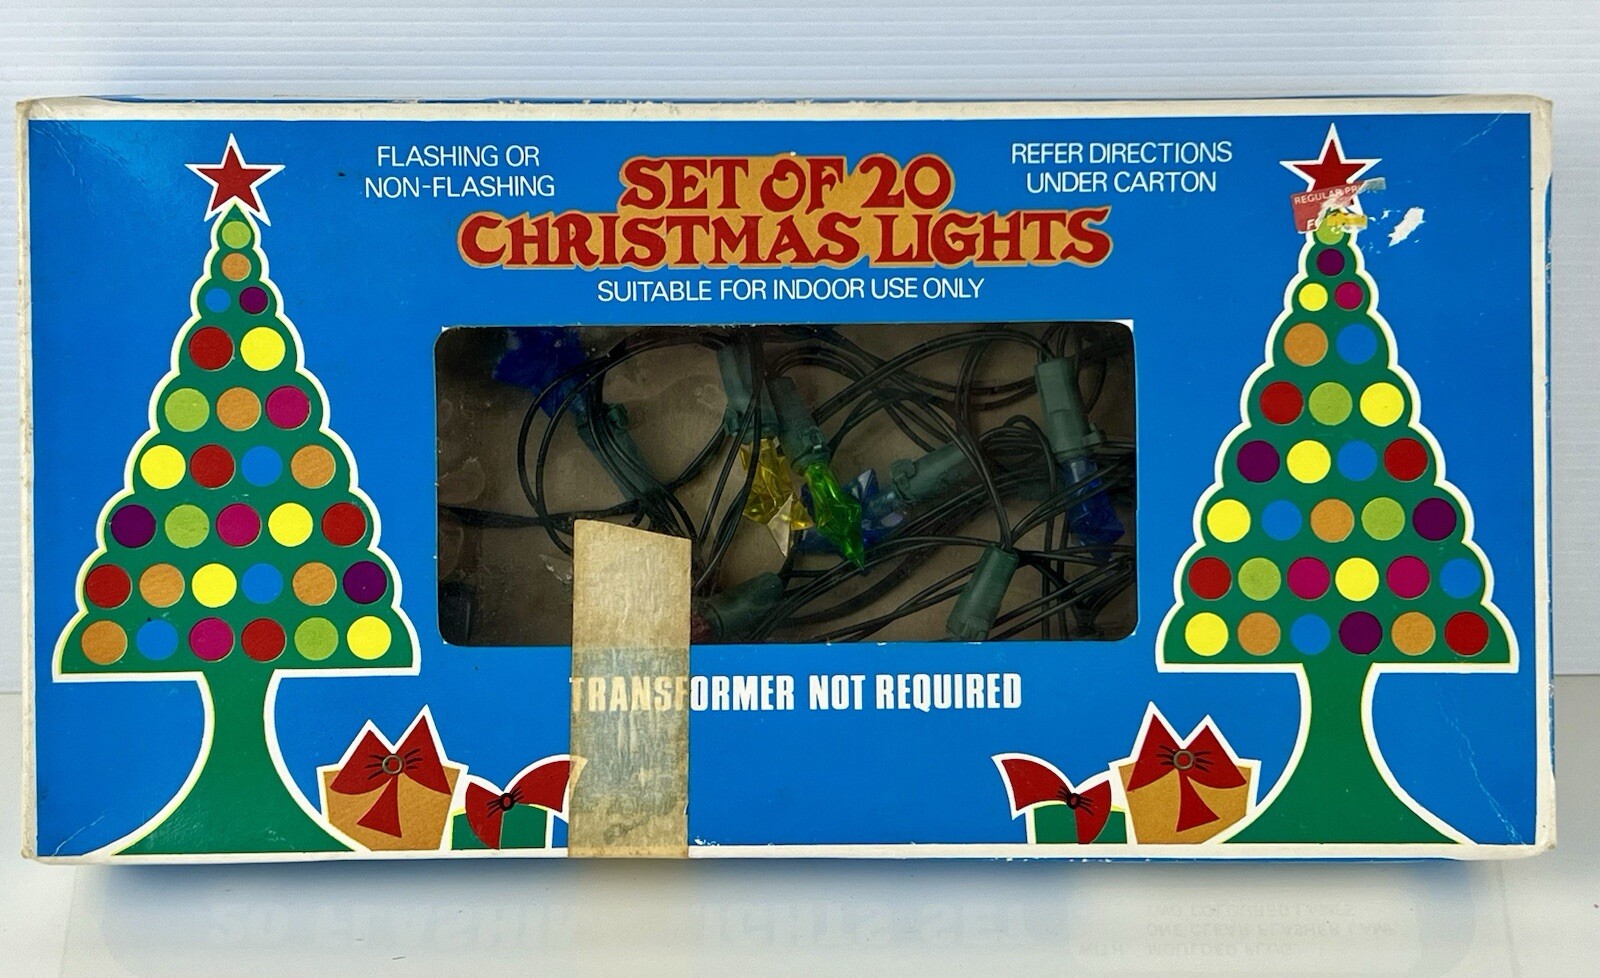 FLASHING OR
NON-FLASHING
SET OF 20
CHRISTMAS LIGHTS
SUITABLE FOR INDOOR USE ONLY
REFER DIRECTIONS
UNDER CARTON
REGULAR
TRANSFORMER NOT REQUIRED